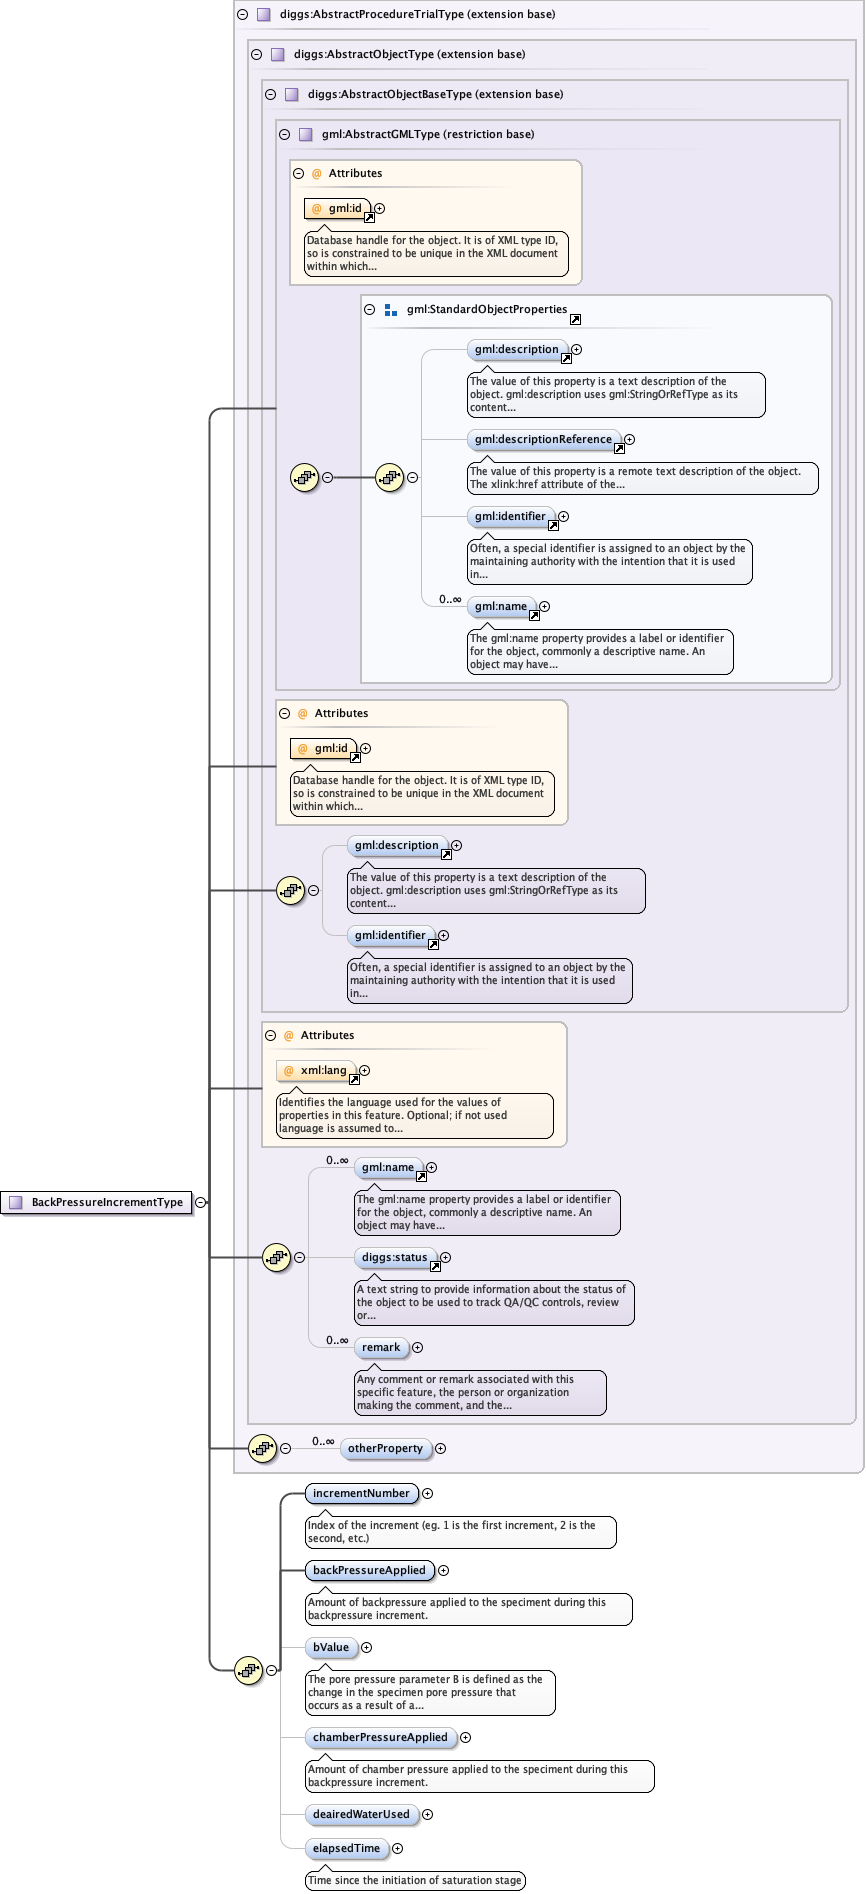 diggs:AbstractProcedureTrialType (extension base)
diggs:AbstractObjectType (extension base)
diggs:AbstractObjectBaseType (extension base)
gml:AbstractGMLType (restriction base)
@ Attributes
@ gml:id
Database handle for the object. It is of XML type ID,
so is constrained to be unique in the XML document
within which...
gml:StandardObjectProperties
gml:description
The value of this property is a text description of the
object. gml:description uses gml:StringOrRefType as its
content...
gml:descriptionReference
The value of this property is a remote text description of the object.
The xlink:href attribute of the...
gml:identifier
Often, a special identifier is assigned to an object by the
maintaining authority with the intention that it is used
in...
0..∞
gml:name
The gml:name property provides a label or identifier
for the object, commonly a descriptive name. An
object may have...
@ Attributes
@ gml:id
Database handle for the object. It is of XML type ID,
so is constrained to be unique in the XML document
within which...
gml:description
The value of this property is a text description of the
object. gml:description uses gml:StringOrRefType as its
content...
gml:identifier
Often, a special identifier is assigned to an object by the
maintaining authority with the intention that it is used
in...
@ Attributes
@ xml:lang
Identifies the language used for the values of
properties in this feature. Optional; if not used
language is assumed to...
BackPressureIncrementType
0..∞
gml:name
The gml:name property provides a label or identifier
for the object, commonly a descriptive name. An
object may have...
diggs:status
A text string to provide information about the status of
the object to be used to track QA/QC controls, review
or...
0..∞
remark
Any comment or remark associated with this
specific feature, the person or organization
making the comment, and the...
0..∞
otherProperty
incrementNumber
Index of the increment (eg. 1 is the first increment, 2 is the
second, etc.)
backPressureApplied
Amount of backpressure applied to the speciment during this
backpressure increment.
bValue
The pore pressure parameter B is defined as the
change in the specimen pore pressure that
occurs as a result of a...
chamberPressureApplied
Amount of chamber pressure applied to the speciment during this
backpressure increment.
deairedWaterUsed
elapsedTime
Time since the initiation of saturation stage